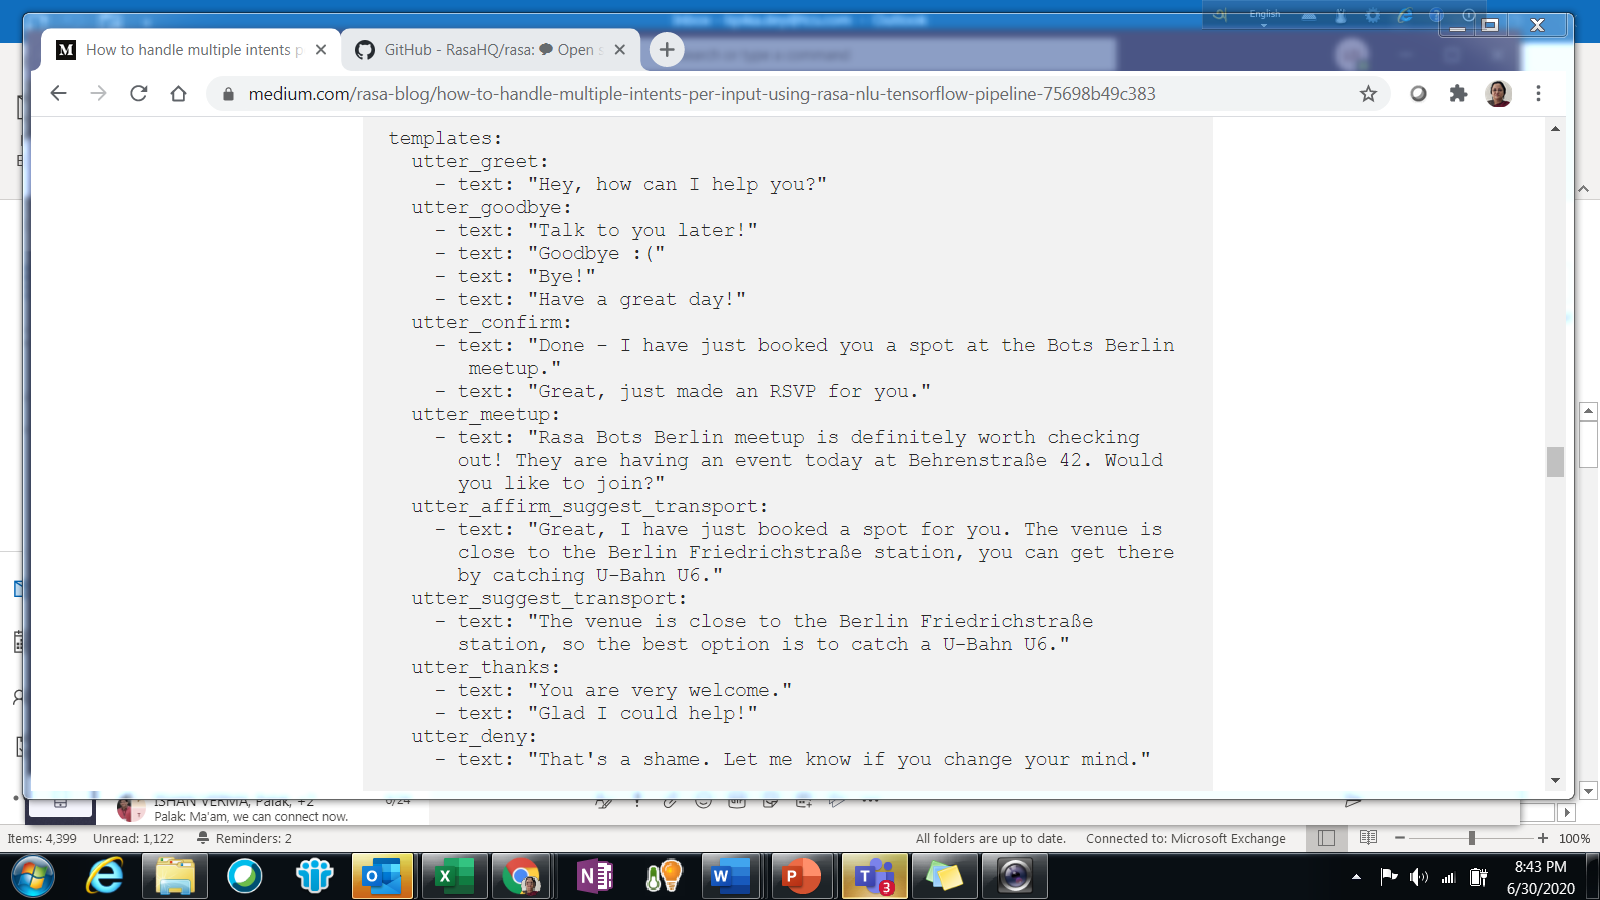 English
How to handle multiple intents p
GitHub - RasaHQ/rasa: 💬 Open s
medium.com/rasa-blog/how-to-handle-multiple-intents-per-input-using-rasa-nlu-tensorflow-pipeline-75698b49c383
templates:
utter_greet:
- text: "Hey, how can I help you?"
utter_goodbye:
- text: "Talk to you later!"
- text: "Goodbye :("
- text: "Bye!"
- text: "Have a great day!"
utter_confirm:
- text: "Done - I have just booked you a spot at the Bots Berlin
meetup."
- text: "Great, just made an RSVP for you."
utter_meetup:
- text: "Rasa Bots Berlin meetup is definitely worth checking
out! They are having an event today at Behrenstraße 42. Would
you like to join?"
utter_affirm_suggest_transport:
- text: "Great, I have just booked a spot for you. The venue is
close to the Berlin Friedrichstraße station, you can get there
by catching U-Bahn U6."
utter_suggest_transport:
- text: "The venue is close to the Berlin Friedrichstraße
station, so the best option is to catch a U-Bahn U6."
utter_thanks:
- text: "You are very welcome."
- text: "Glad I could help!"
utter_deny:
- text: "That's a shame. Let me know if you change your mind."
ISHAN VERMA, Palak, +2 6/24
Palak: Ma'am, we can connect now.
Items: 4,399 Unread: 1,122 Reminders: 2 All folders are up to date. Connected to: Microsoft Exchange 100%
8:43 PM
6/30/2020